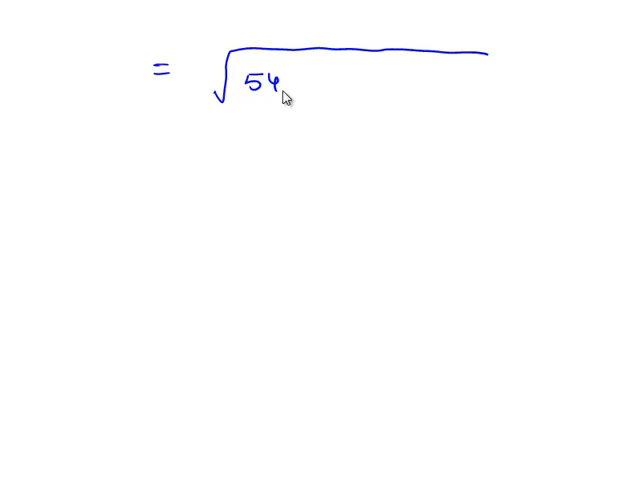 = √54